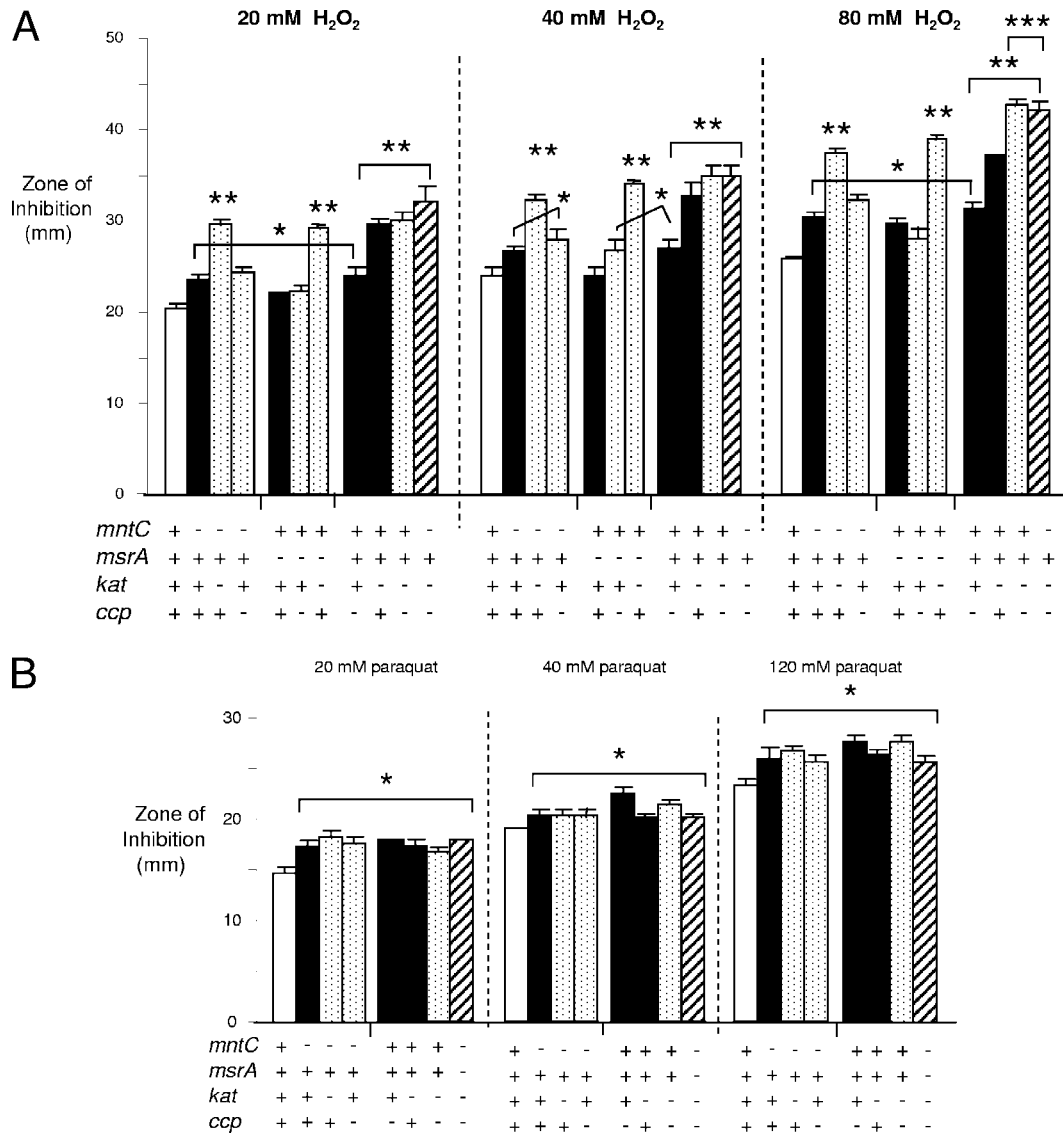 A
20 mM H₂O₂ 40 mM H₂O₂ 80 mM H₂O₂
50
40
30
20
10
0
Zone of
Inhibition
(mm)
** * ** **
** * ** * **
** * ** ** ***
mntC + - - - + + + + + + - + - - - + + + + + + - + - - - + + + + + + -
msrA + + + + - - - + + + + + + + + - - - + + + + + + + + - - - + + + +
kat + + - + + + - + - - - + + - + + + - + - - - + + - + + + - + - - -
ccp + + + - + - + - + - - + + + - + - + - + - - + + + - + - + - + - -
B
20 mM paraquat 40 mM paraquat 120 mM paraquat
30
20
10
0
Zone of
Inhibition
(mm)
* * *
mntC + - - - + + + - + - - - + + + - + - - - + + + -
msrA + + + + + + + - + + + + + + + - + + + + + + + -
kat + + - + + - - - + + - + + - - - + + - + + - - -
ccp + + + - - + - - + + + - - + - - + + + - - + - -